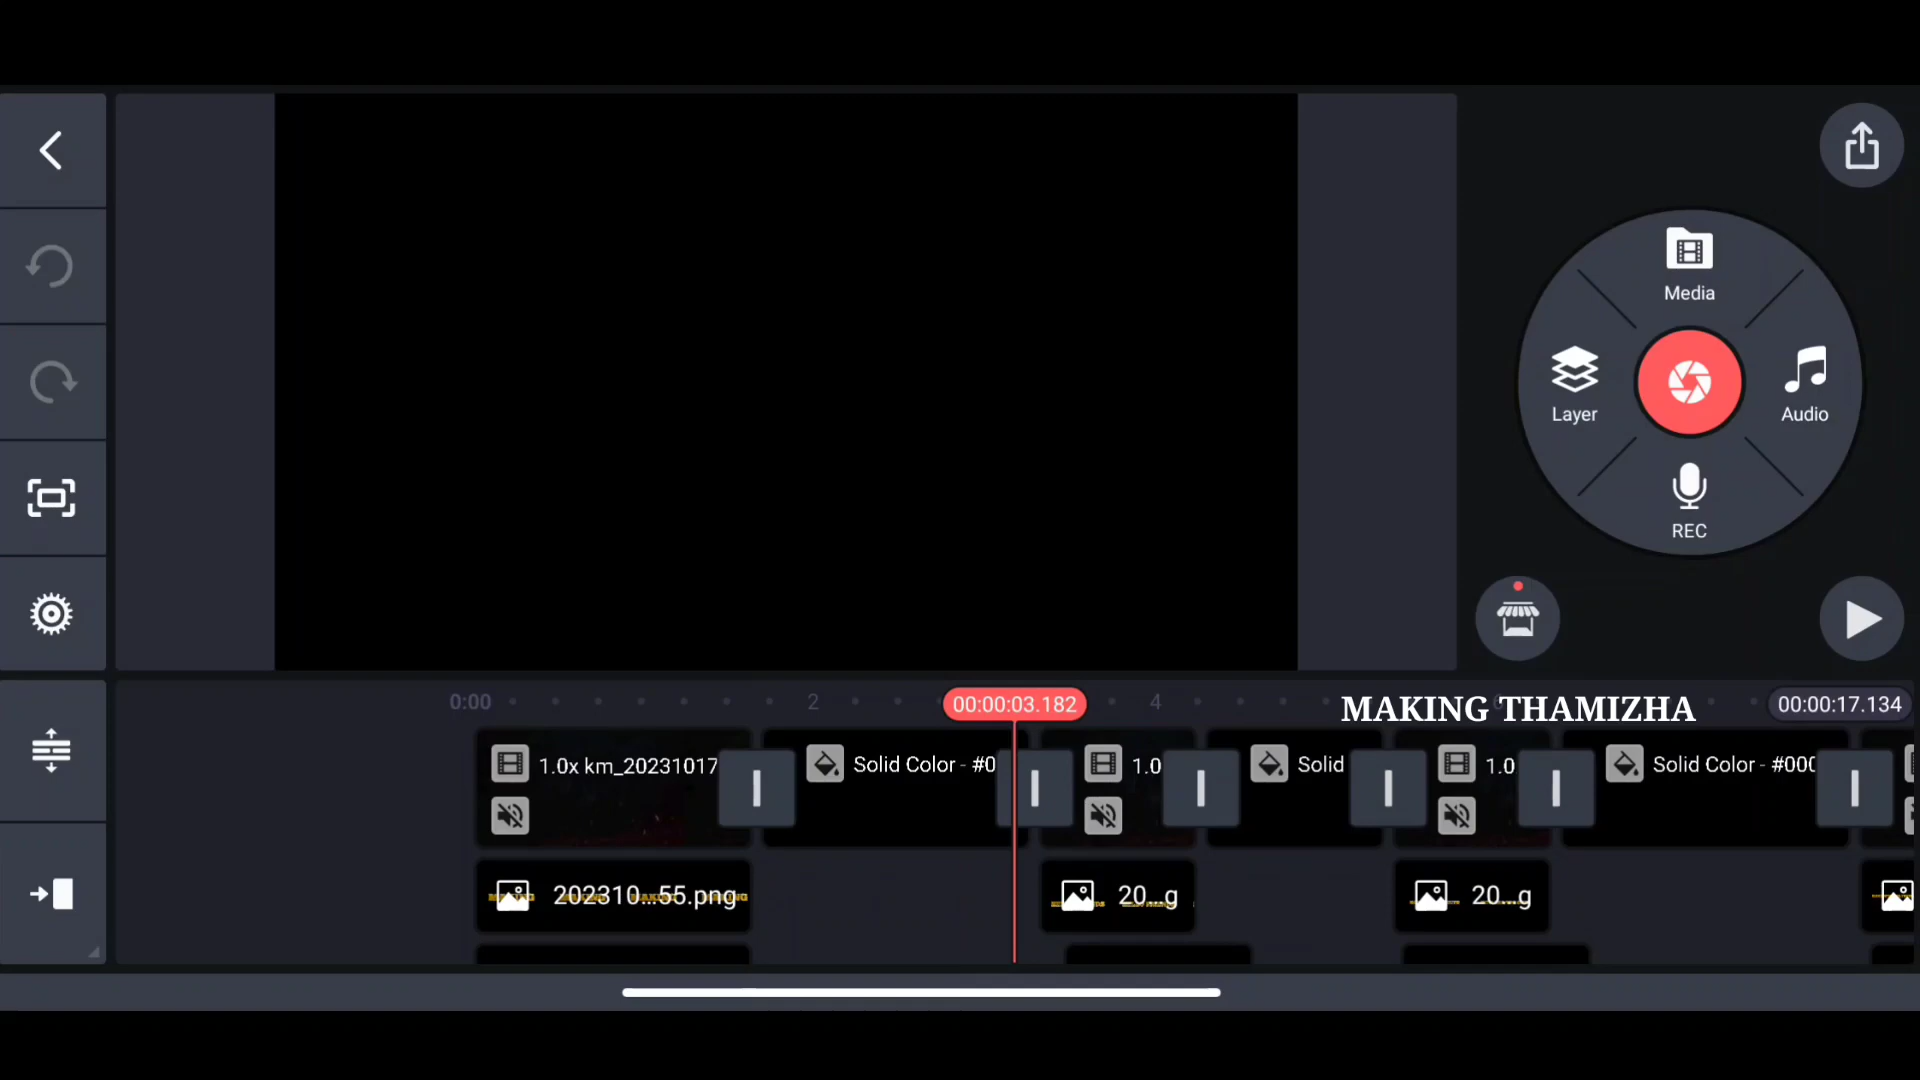 Media
Layer
Audio
REC
0:00
2
00:00:03.182
4
MAKING THAMIZHA
00:00:17.134
1.0x km_20231017
Solid Color - #0
1.0
Solid
1.0
Solid Color - #000
202310...55.png
20...g
20...g